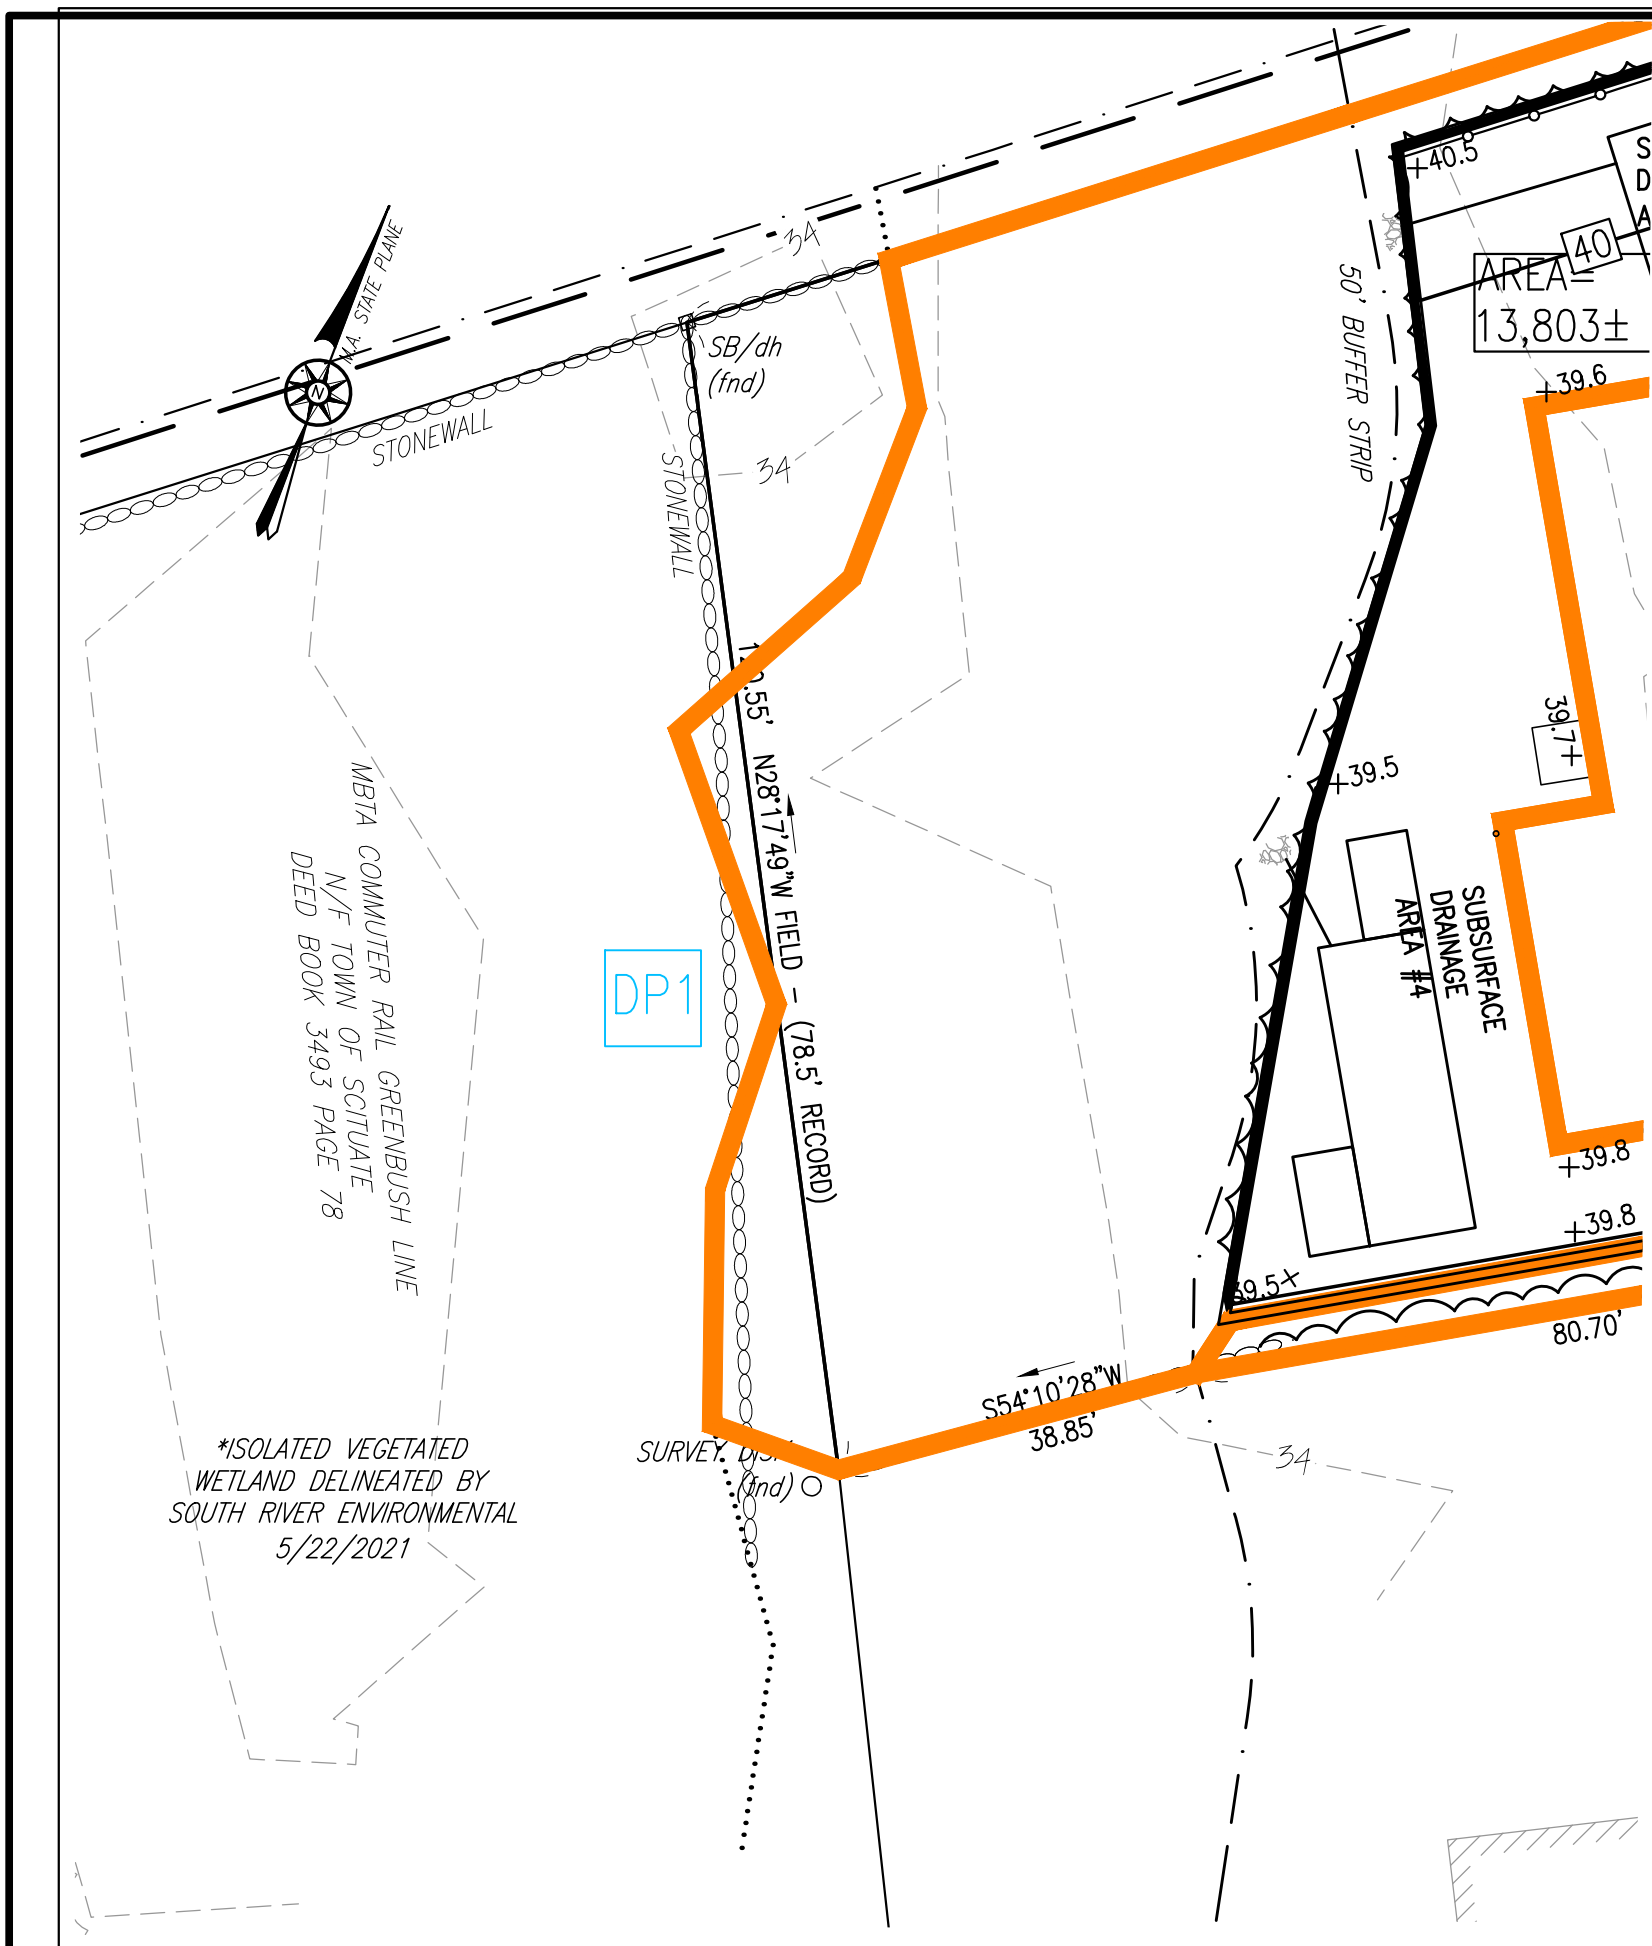 M.A. STATE PLANE
N
34
SB/dh
(fnd)
STONEWALL
STONEWALL
34
50' BUFFER STRIP
+40.5
40
AREA=
13,803±
+39.6
39.7+
+39.5
SUBSURFACE
DRAINAGE
AREA #4
N28°17'49"W FIELD - (78.5' RECORD)
DP1
MBTA COMMUTER RAIL GREENBUSH LINE
N/F TOWN OF SCITUATE
DEED BOOK 3493 PAGE 78
+39.8
+39.8
39.5+
80.70'
S54°10'28"W
38.85'
SURVEY
(fnd)
34
*ISOLATED VEGETATED
WETLAND DELINEATED BY
SOUTH RIVER ENVIRONMENTAL
5/22/2021